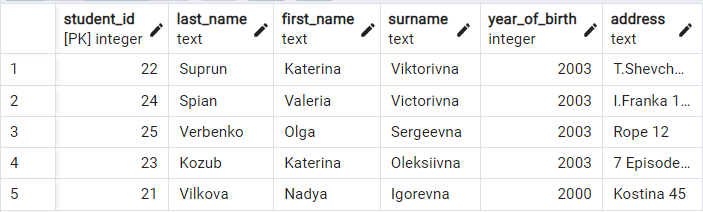 student_id last_name first_name surname year_of_birth address
[PK] integer text text text integer text
1 22 Suprun Katerina Viktorivna 2003 T.Shevch...
2 24 Spian Valeria Victorivna 2003 I.Franka 1...
3 25 Verbenko Olga Sergeevna 2003 Rope 12
4 23 Kozub Katerina Oleksiivna 2003 7 Episode...
5 21 Vilkova Nadya Igorevna 2000 Kostina 45